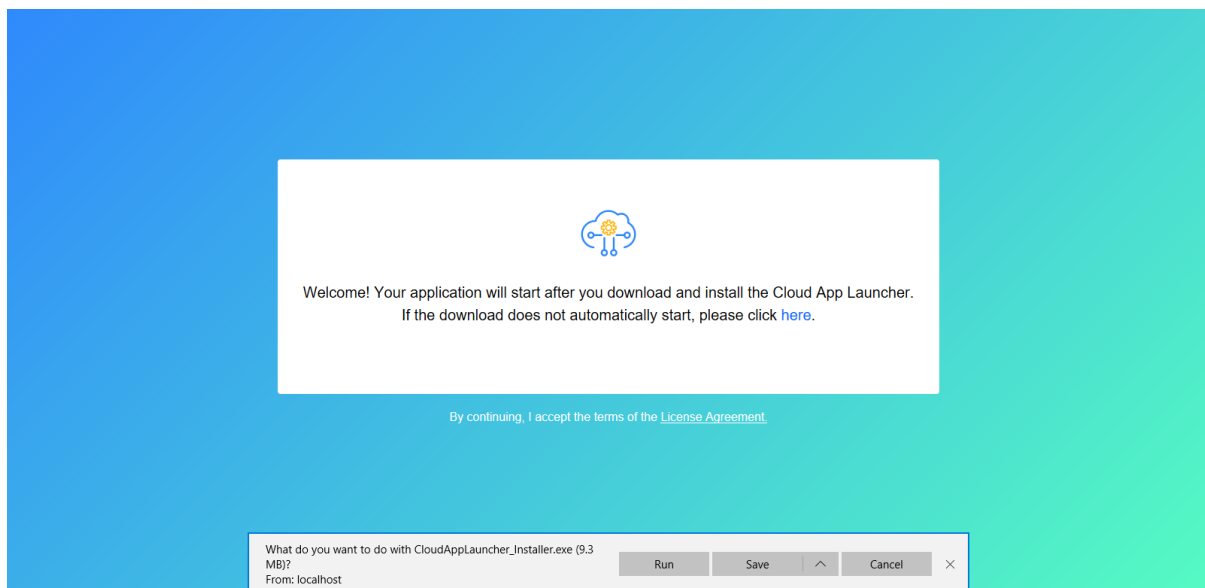 Welcome! Your application will start after you download and install the Cloud App Launcher.
If the download does not automatically start, please click here.
By continuing, I accept the terms of the License Agreement.
What do you want to do with CloudAppLauncher_Installer.exe (9.3
MB)?
From: localhost
Run
Save
Cancel